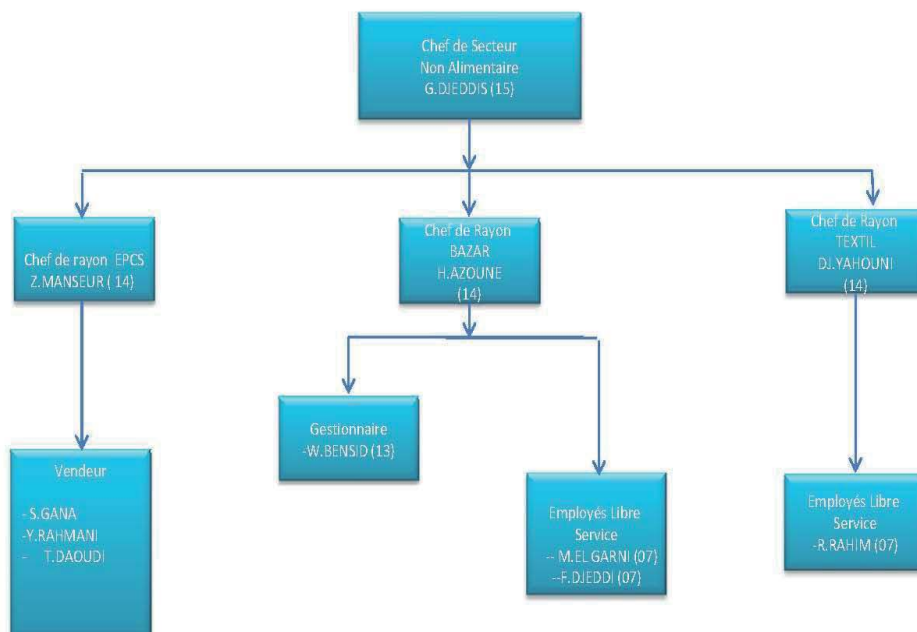 Chef de Secteur
Non Alimentaire
G.DJEDDIS (15)
Chef de rayon EPCS
Z.MANSEUR ( 14)
Chef de Rayon
BAZAR
H.AZOUNE
(14)
Chef de Rayon
TEXTIL
DJ.YAHOUNI
(14)
Gestionnaire
-W.BENSID (13)
Vendeur
- S.GANA
-Y.RAHMANI
- T.DAOUDI
Employés Libre
Service
-- M.EL GARNI (07)
--F.DJEDDI (07)
Employés Libre
Service
-R.RAHIM (07)